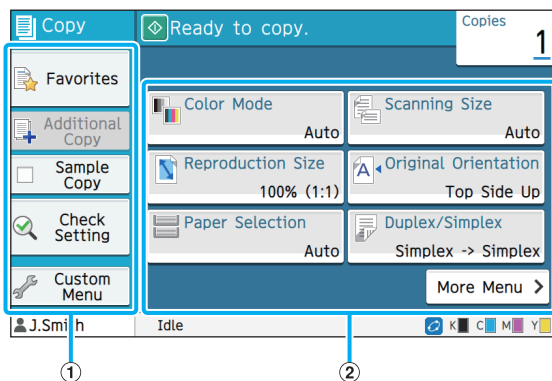 Copy
Ready to copy.
Copies
1
Favorites
Additional
Copy
Sample
Copy
Check
Setting
Custom
Menu
Color Mode
Auto
Scanning Size
Auto
Reproduction Size
100% (1:1)
Original Orientation
A
Top Side Up
Paper Selection
Auto
Duplex/Simplex
Simplex -> Simplex
More Menu >
J.Smith
Idle
K C M Y
1
2